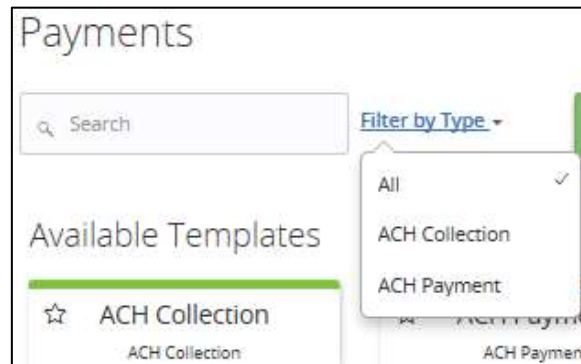 Payments
Search
Filter by Type
All
ACH Collection
ACH Payment
Available Templates
ACH Collection
ACH Collection